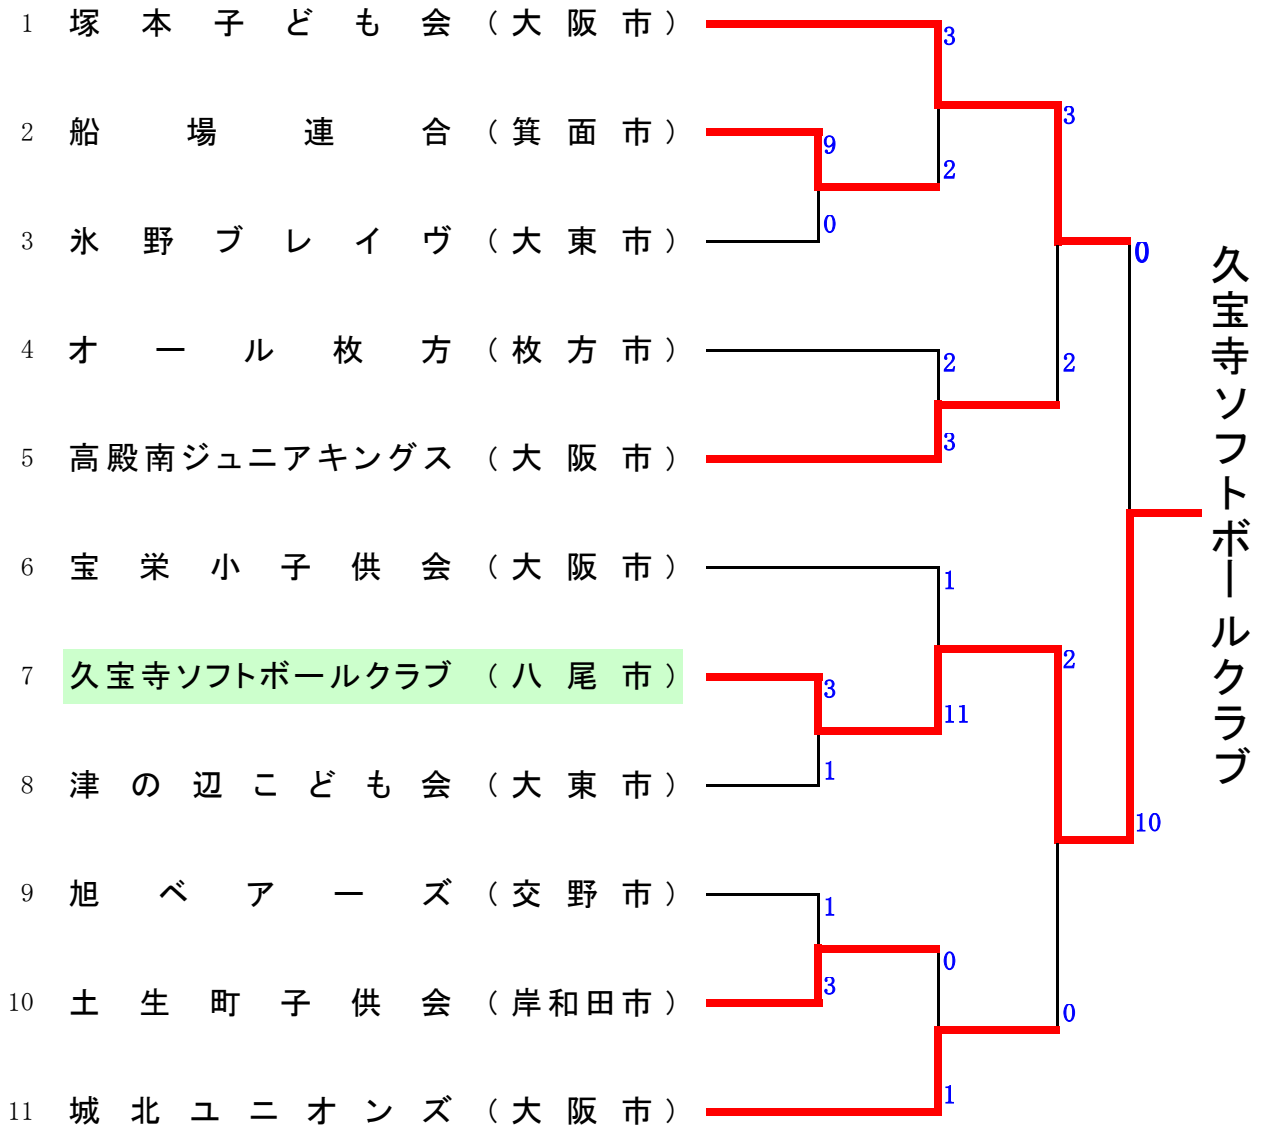 1 塚本子ども会 (大阪市)
2 船場連合 (箕面市)
3 氷野ブレイヴ (大東市)
4 オール枚方 (枚方市)
5 高殿南ジュニアキングス (大阪市)
6 宝栄小子供会 (大阪市)
7 久宝寺ソフトボールクラブ (八尾市)
8 津の辺こども会 (大東市)
9 旭ベアーズ (交野市)
10 土生町子供会 (岸和田市)
11 城北ユニオンズ (大阪市)
9
0
3
1
1
3
3
2
2
3
1
11
0
1
3
2
2
0
0
10
久宝寺ソフトボールクラブ